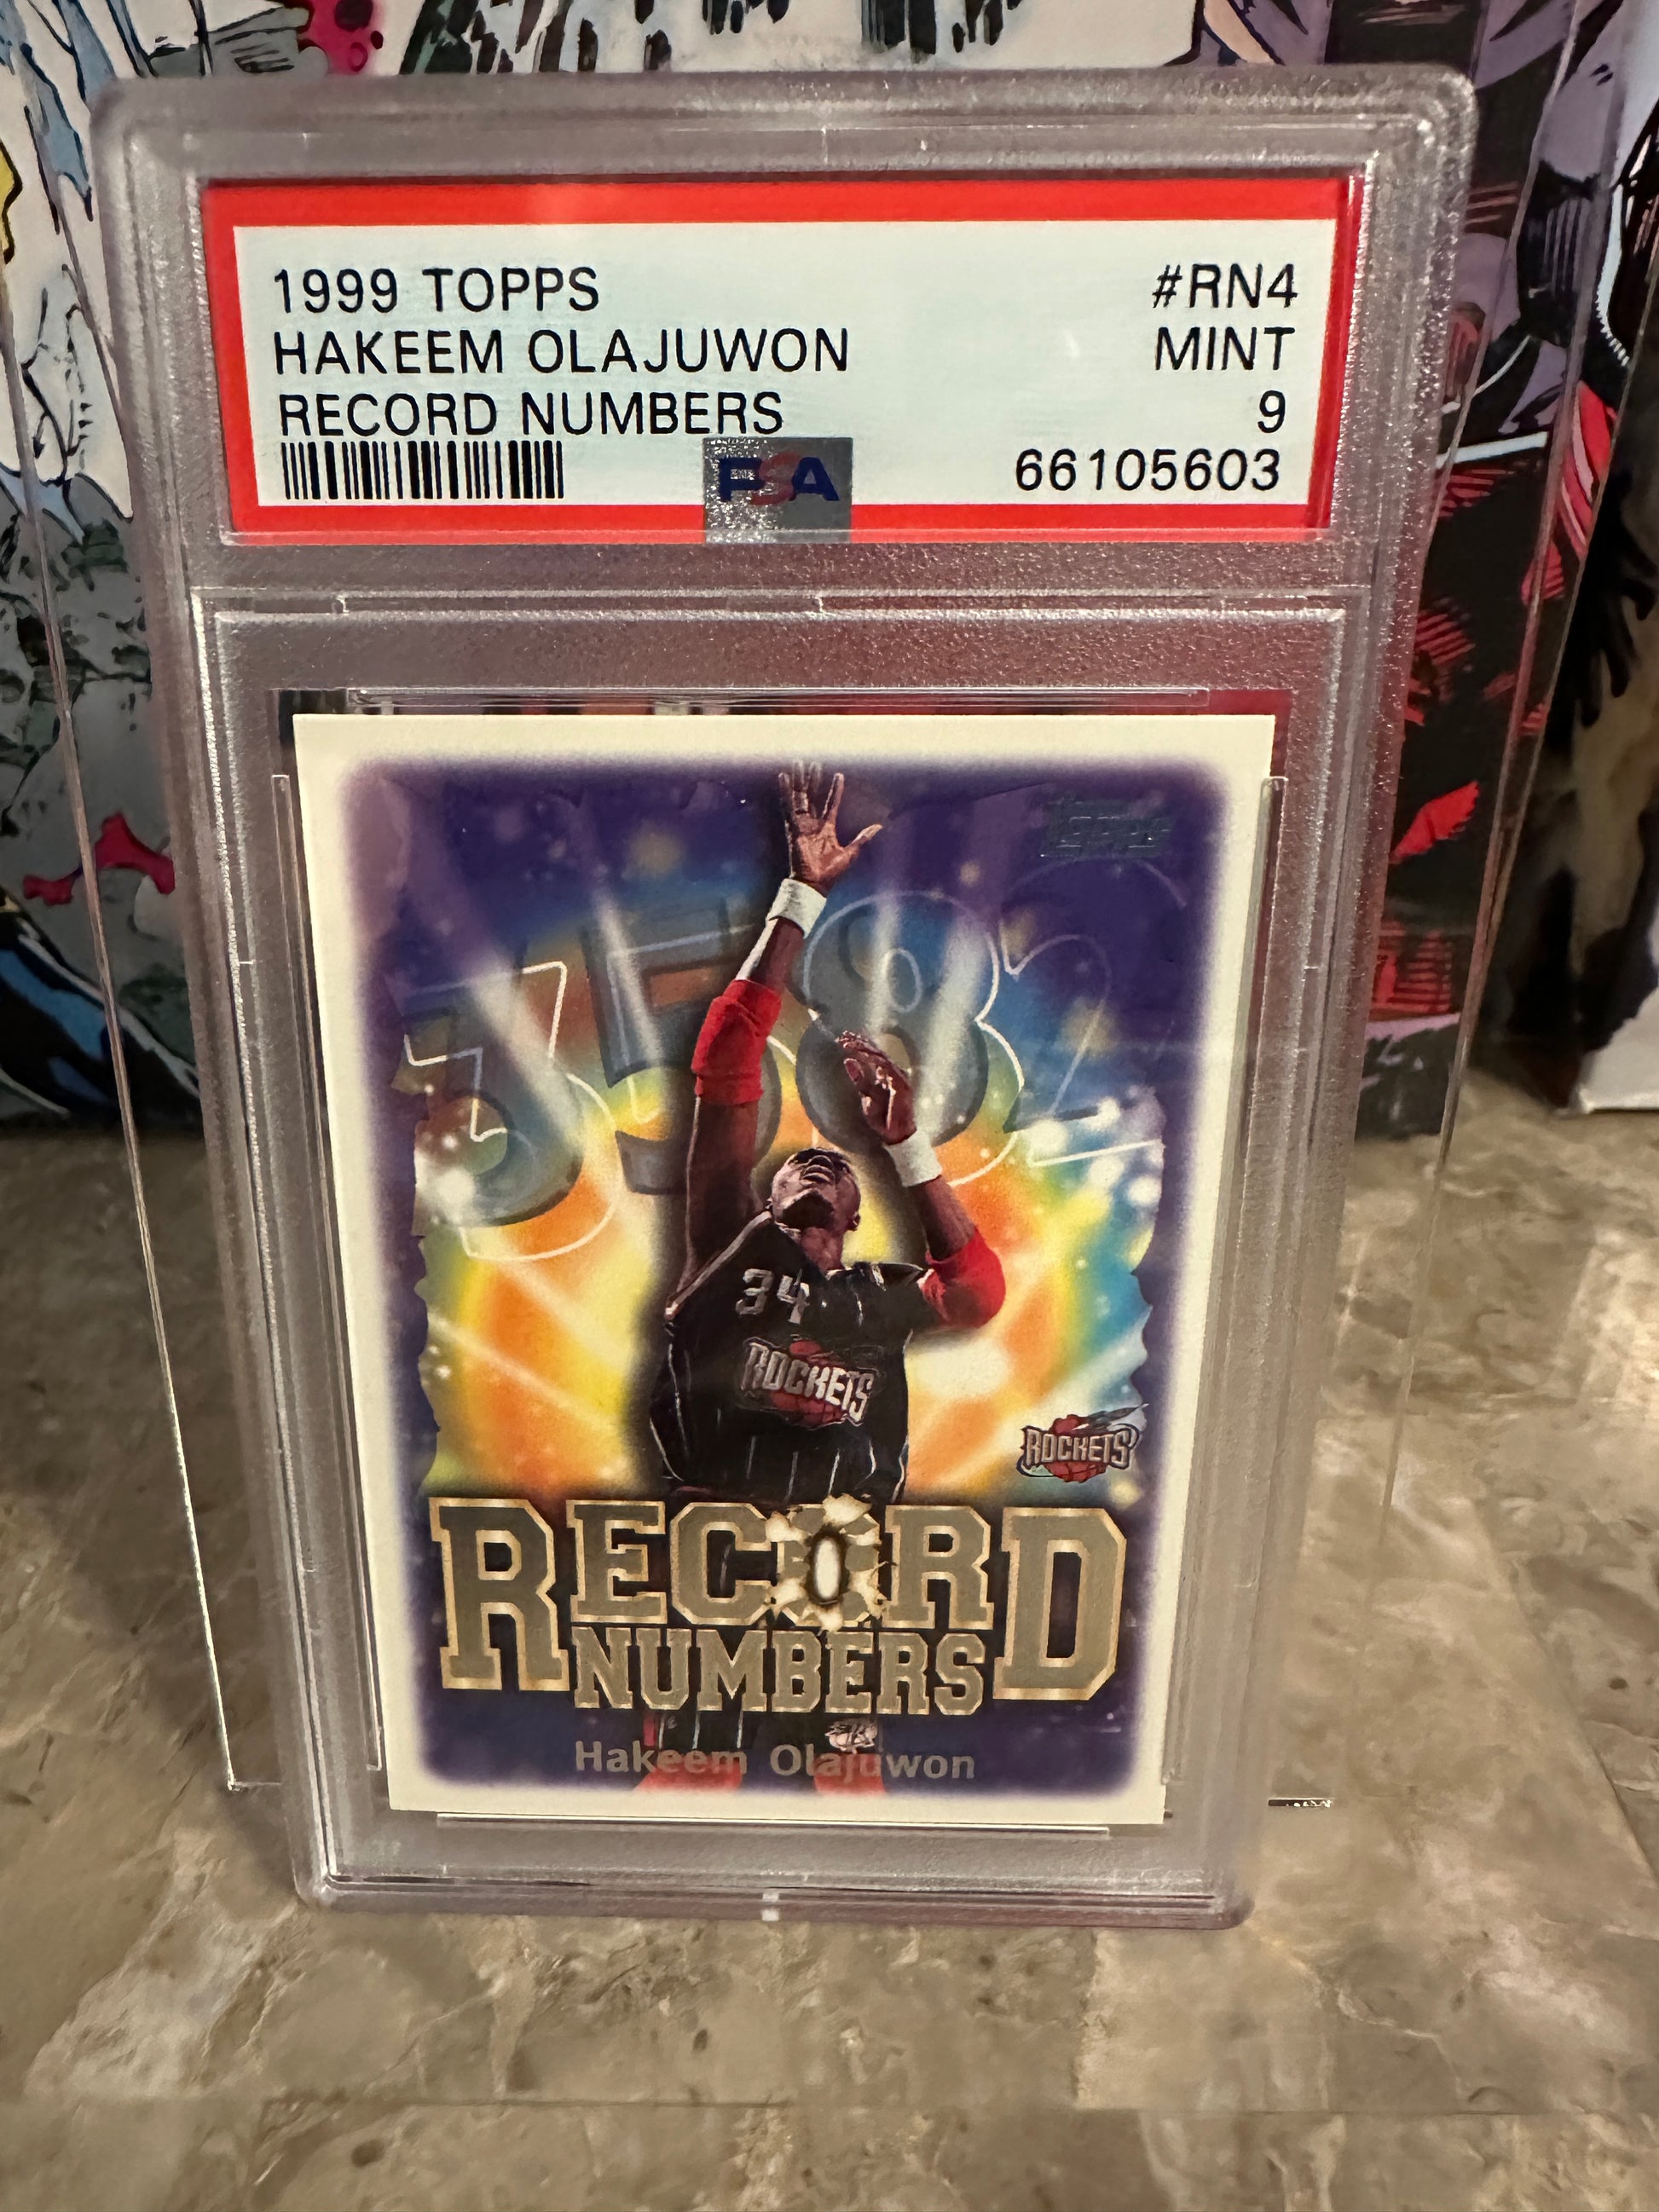 1999 TOPPS #RN4
HAKEEM OLAJUWON MINT
RECORD NUMBERS 9
PSA 66105603
Topps
3582
34
ROCKETS
ROCKETS
RECORD
NUMBERS
Hakeem Olajuwon